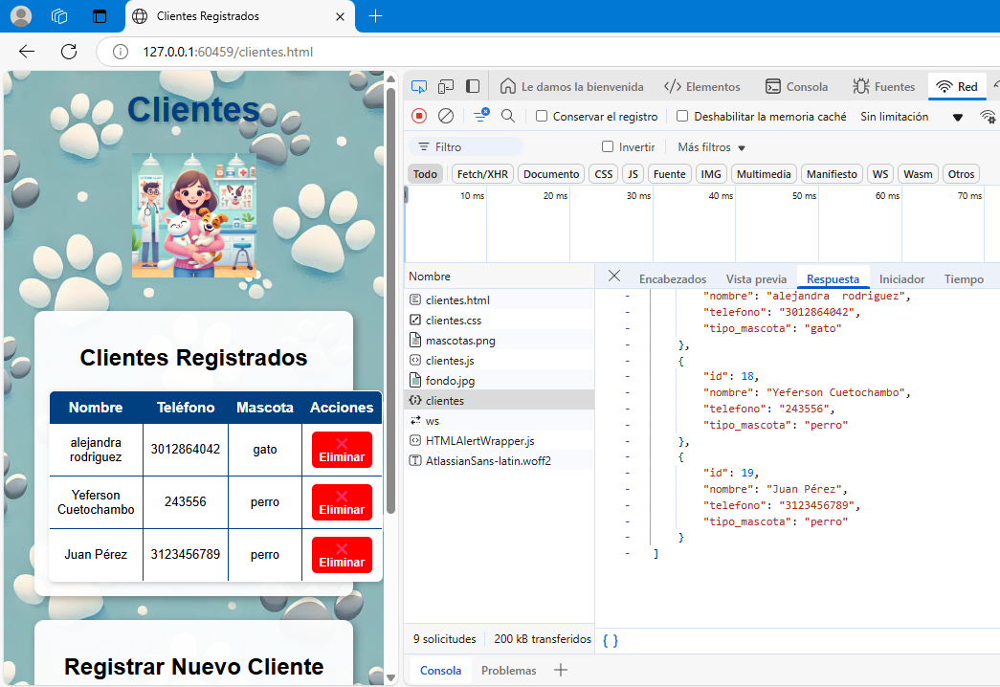 Clientes Registrados
127.0.0.1:60459/clientes.html
Clientes
Clientes Registrados
Nombre Teléfono Mascota Acciones
alejandra rodriguez 3012864042 gato Eliminar
Yeferson Cuetochambo 243556 perro Eliminar
Juan Pérez 3123456789 perro Eliminar
Registrar Nuevo Cliente
Le damos la bienvenida Elementos Consola Fuentes Red
Conservar el registro Deshabilitar la memoria caché Sin limitación
Filtro Invertir Más filtros
Todo Fetch/XHR Documento CSS JS Fuente IMG Multimedia Manifiesto WS Wasm Otros
10 ms 20 ms 30 ms 40 ms 50 ms 60 ms 70 ms
Nombre
clientes.html
clientes.css
mascotas.png
clientes.js
fondo.jpg
clientes
ws
HTMLAlertWrapper.js
AtlassianSans-latin.woff2
Encabezados Vista previa Respuesta Iniciador Tiempo
- "nombre": "alejandra  rodriguez",
- "telefono": "3012864042",
- "tipo_mascota": "gato"
- },
- {
- "id": 18,
- "nombre": "Yeferson Cuetochambo",
- "telefono": "243556",
- "tipo_mascota": "perro"
- },
- {
- "id": 19,
- "nombre": "Juan Pérez",
- "telefono": "3123456789",
- "tipo_mascota": "perro"
- }
- ]
9 solicitudes 200 kB transferidos { }
Consola Problemas